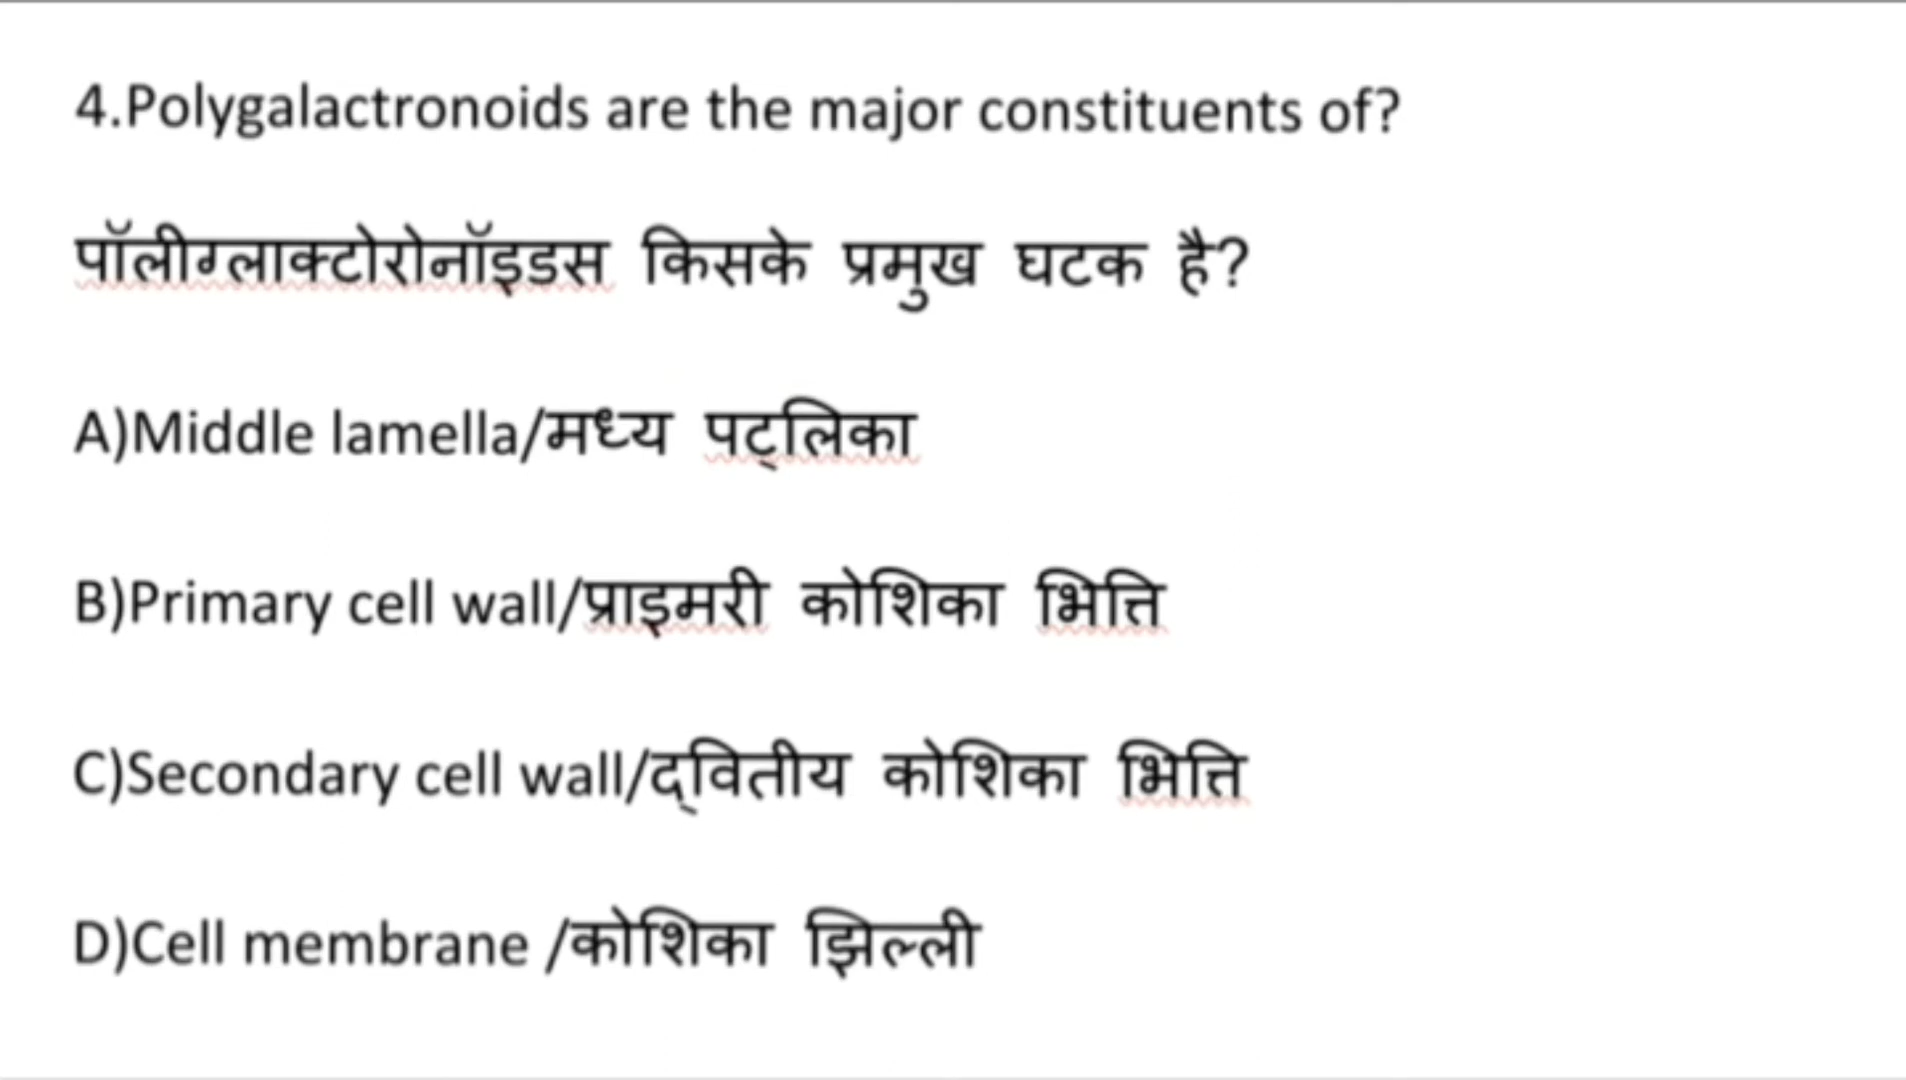 4.Polygalactronoids are the major constituents of?
पॉलीग्लाक्टोरोनॉइडस किसके प्रमुख घटक है?
A)Middle lamella/मध्य पट्लिका
B)Primary cell wall/प्राइमरी कोशिका भित्ति
C)Secondary cell wall/द्वितीय कोशिका भित्ति
D)Cell membrane /कोशिका झिल्ली